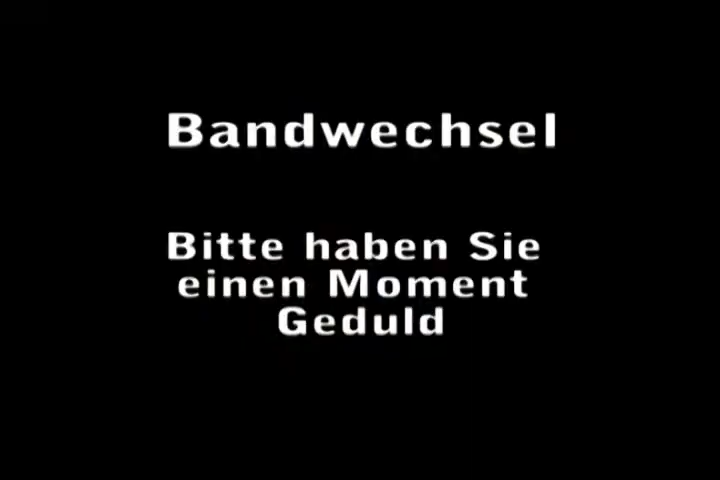 Bandwechsel
Bitte haben Sie
einen Moment
Geduld